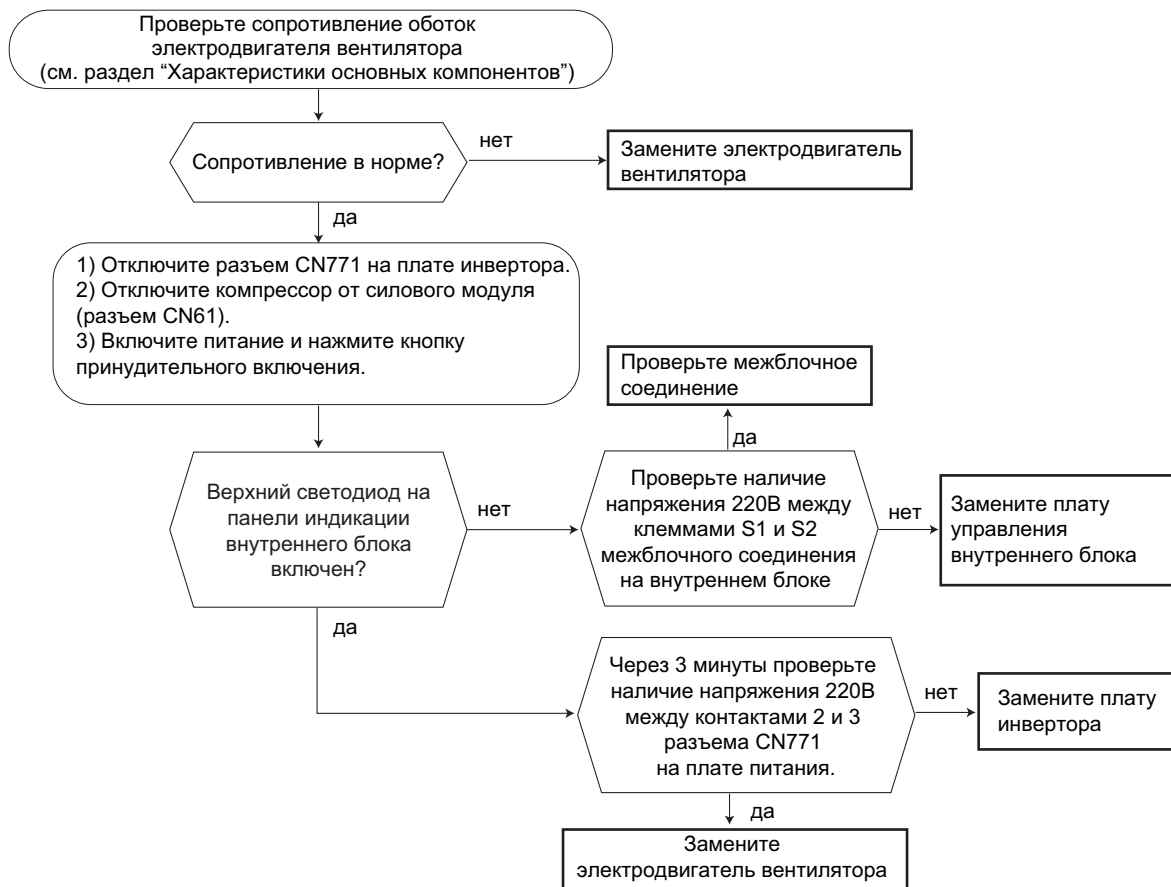 Проверьте сопротивление оботок
электродвигателя вентилятора
(см. раздел “Характеристики основных компонентов”)
Сопротивление в норме?
нет
Замените электродвигатель
вентилятора
да
1) Отключите разъем CN771 на плате инвертора.
2) Отключите компрессор от силового модуля
(разъем CN61).
3) Включите питание и нажмите кнопку
принудительного включения.
Проверьте межблочное
соединение
да
Верхний светодиод на
панели индикации
внутреннего блока
включен?
нет
Проверьте наличие
напряжения 220В между
клеммами S1 и S2
межблочного соединения
на внутреннем блоке
нет
Замените плату
управления
внутреннего блока
да
Через 3 минуты проверьте
наличие напряжения 220В
между контактами 2 и 3
разъема CN771
на плате питания.
нет
Замените плату
инвертора
да
Замените
электродвигатель вентилятора